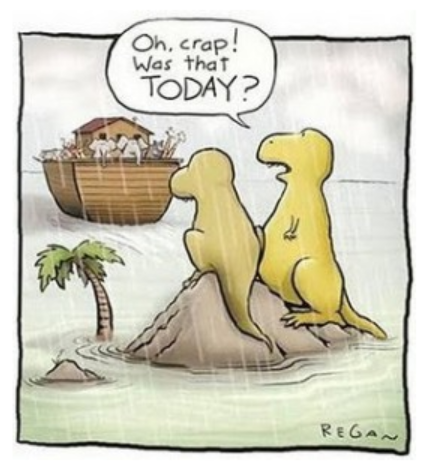 Oh, crap!
Was that
TODAY?
REGAN